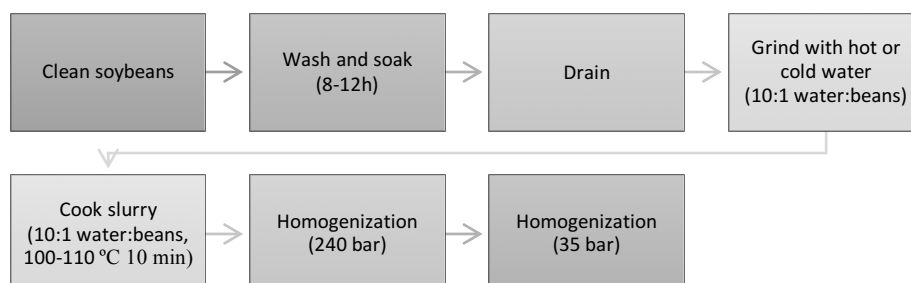 Clean soybeans
Wash and soak
(8-12h)
Drain
Grind with hot or
cold water
(10:1 water:beans)
Cook slurry
(10:1 water:beans,
100-110 ºC 10 min)
Homogenization
(240 bar)
Homogenization
(35 bar)